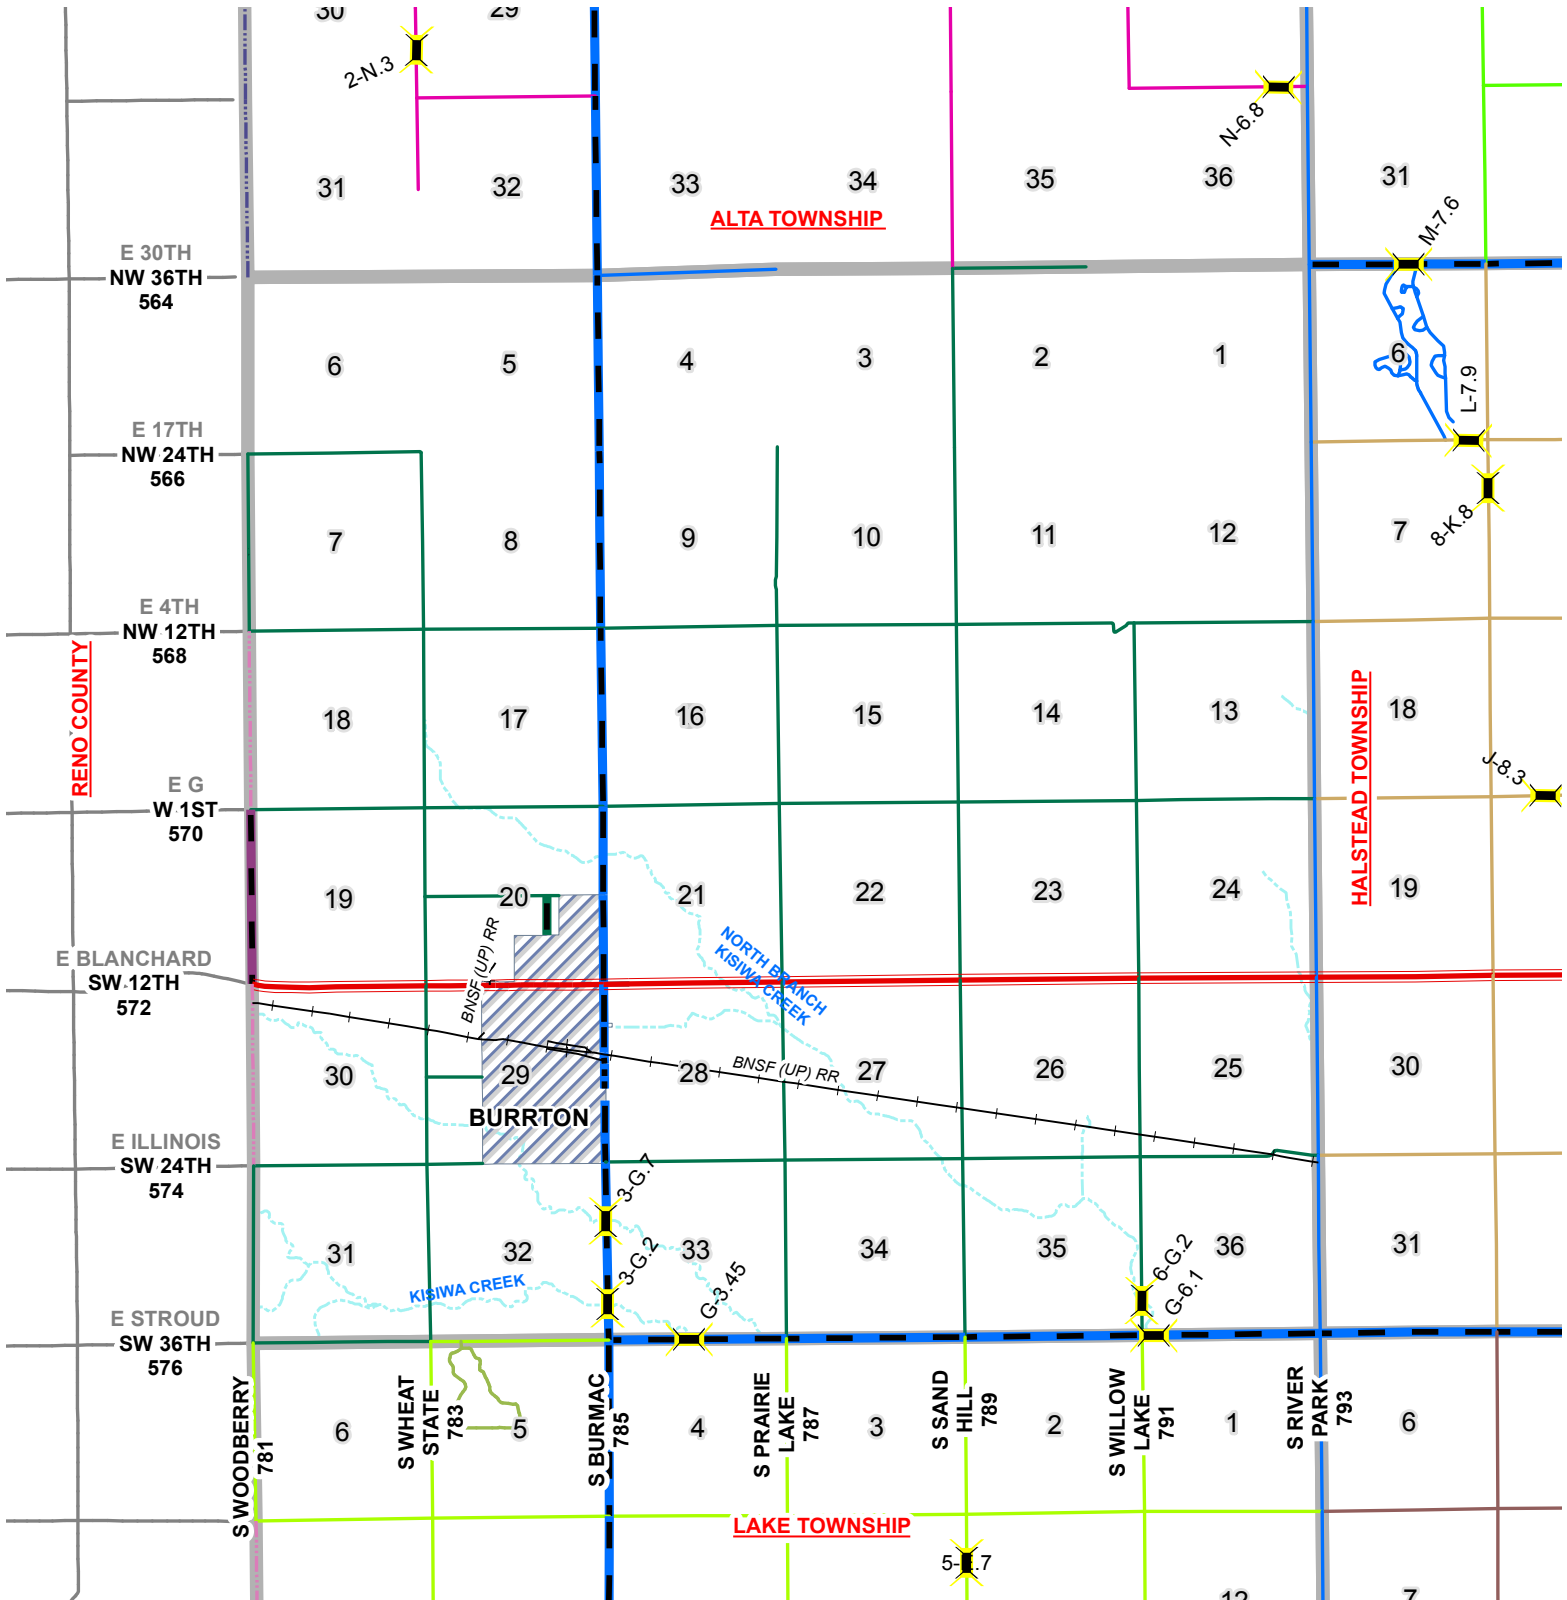 30
29
2-N.3
N-6.8
31
32
33
34
35
36
31
ALTA TOWNSHIP
M-7.6
E 30TH
NW 36TH
564
6
5
4
3
2
1
6
L-7.9
E 17TH
NW 24TH
566
7
8
9
10
11
12
7
8-K.8
E 4TH
NW 12TH
568
RENO COUNTY
18
17
16
15
14
13
18
HALSTEAD TOWNSHIP
J-8.3
E G
W 1ST
570
19
20
21
22
23
24
19
BNSF (UP) RR
NORTH BRANCH
KISIWA CREEK
E BLANCHARD
SW 12TH
572
30
29
28
BNSF (UP) RR
27
26
25
30
BURRTON
E ILLINOIS
SW 24TH
574
3-G.7
31
32
3-G.2
33
34
35
6-G.2
36
31
KISIWA CREEK
G-3.45
G-6.1
E STROUD
SW 36TH
576
S WOODBERRY
781
6
S WHEAT
STATE
783
5
S BURMAC
785
4
S PRAIRIE
LAKE
787
3
S SAND
HILL
789
2
S WILLOW
LAKE
791
1
S RIVER
PARK
793
6
LAKE TOWNSHIP
12
7